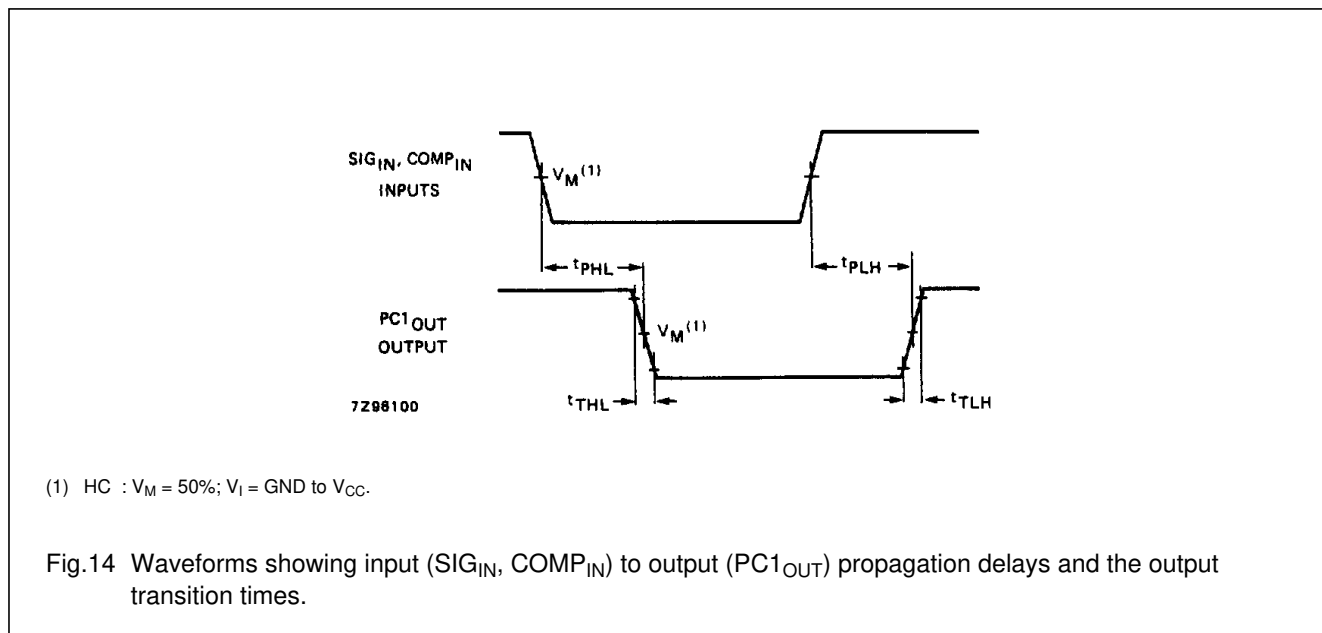 SIG_IN, COMP_IN
INPUTS
V_M (1)
t_PHL
t_PLH
PC1_OUT
OUTPUT
V_M (1)
t_THL
t_TLH
7Z98100
(1) HC : V_M = 50%; V_I = GND to V_CC.
Fig.14 Waveforms showing input (SIG_IN, COMP_IN) to output (PC1_OUT) propagation delays and the output
transition times.